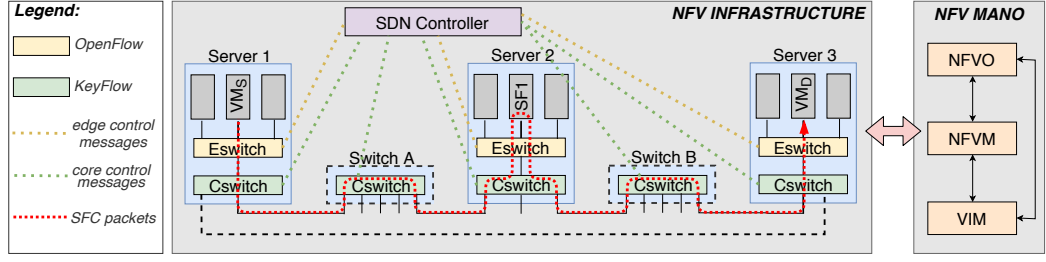 Legend:
OpenFlow
KeyFlow
edge control
messages
core control
messages
SFC packets
NFV INFRASTRUCTURE
SDN Controller
Server 1
Server 2
Server 3
VMS
SF1
VMD
Eswitch
Eswitch
Eswitch
Switch A
Switch B
Cswitch
Cswitch
Cswitch
Cswitch
Cswitch
NFV MANO
NFVO
NFVM
VIM